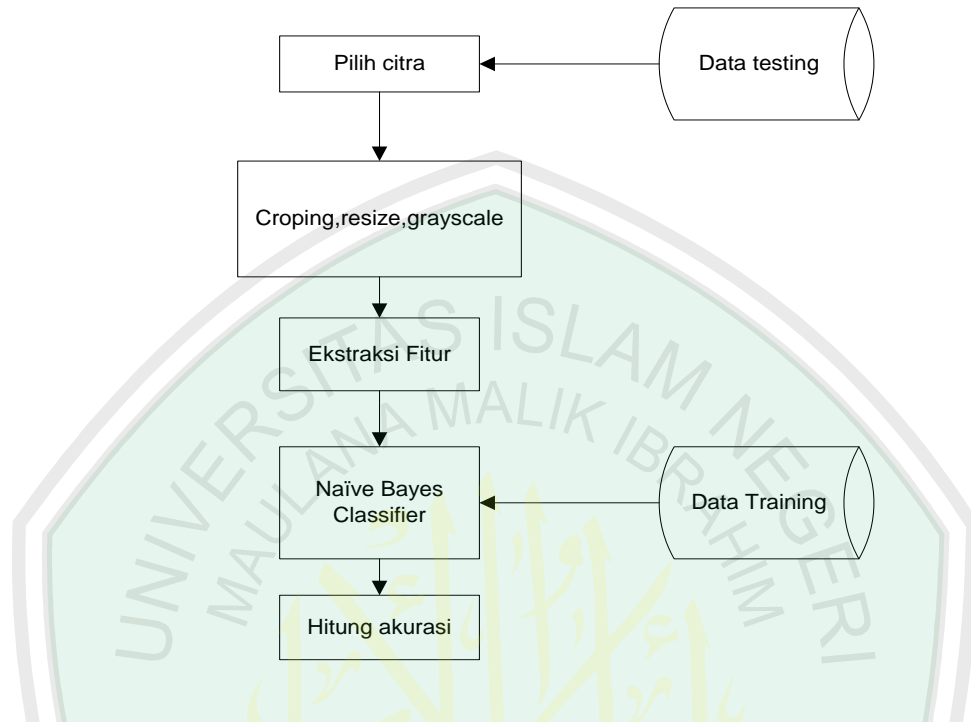 Pilih citra
Data testing
Croping,resize,grayscale
Ekstraksi Fitur
Naïve Bayes
Classifier
Data Training
Hitung akurasi
UNIVERSITAS ISLAM NEGERI
MAULANA MALIK IBRAHIM